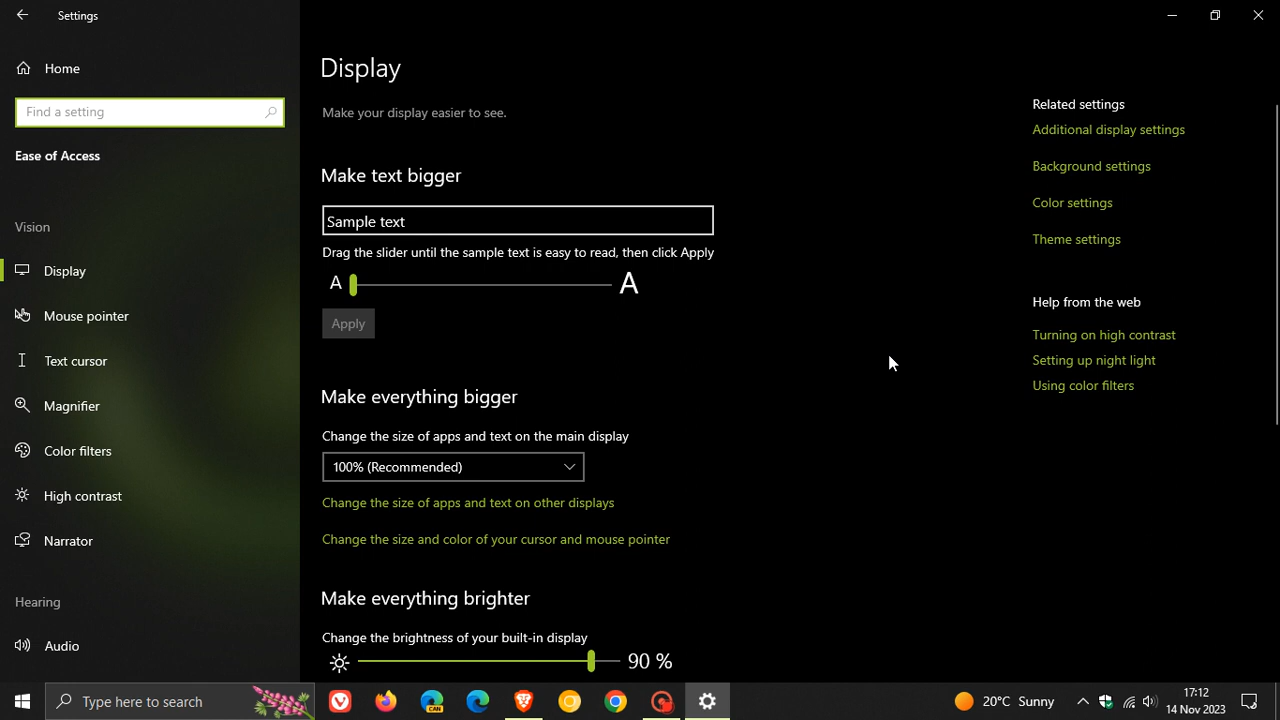 Settings
Home
Find a setting
Ease of Access
Vision
Display
Mouse pointer
Text cursor
Magnifier
Color filters
High contrast
Narrator
Hearing
Audio
Display
Make your display easier to see.
Make text bigger
Sample text
Drag the slider until the sample text is easy to read, then click Apply
A A
Apply
Make everything bigger
Change the size of apps and text on the main display
100% (Recommended)
Change the size of apps and text on other displays
Change the size and color of your cursor and mouse pointer
Make everything brighter
Change the brightness of your built-in display
90 %
Related settings
Additional display settings
Background settings
Color settings
Theme settings
Help from the web
Turning on high contrast
Setting up night light
Using color filters
Type here to search
CAN
20°C Sunny
17:12
14 Nov 2023